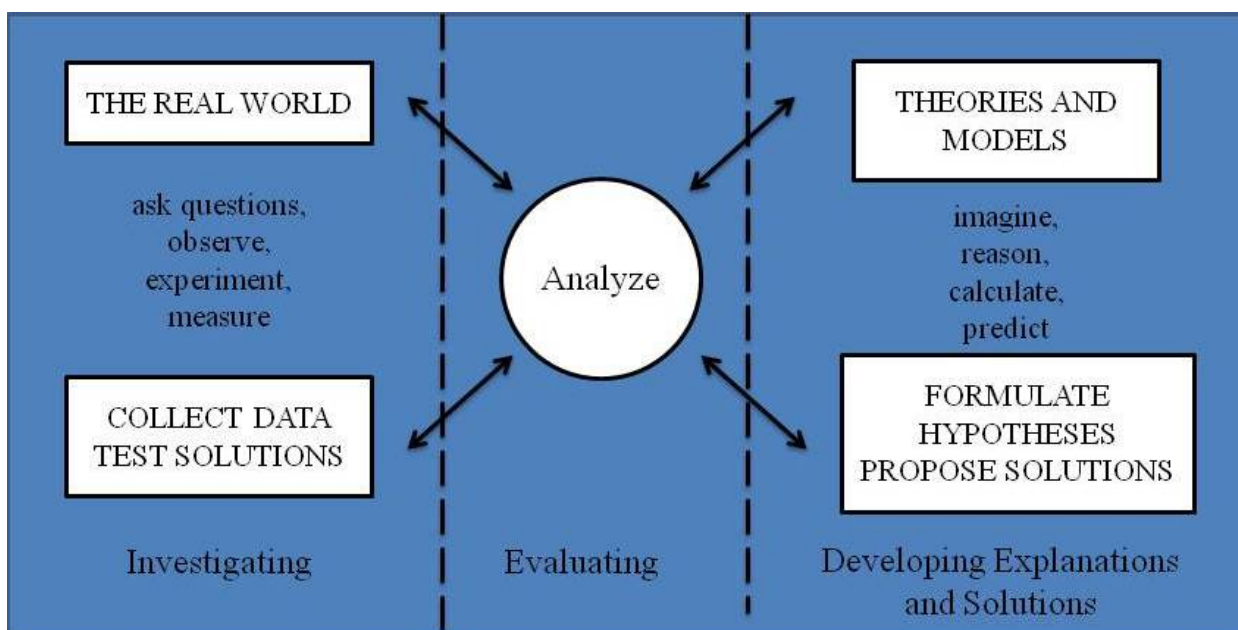 THE REAL WORLD
ask questions,
observe,
experiment,
measure
COLLECT DATA
TEST SOLUTIONS
Investigating
Analyze
Evaluating
THEORIES AND
MODELS
imagine,
reason,
calculate,
predict
FORMULATE
HYPOTHESES
PROPOSE SOLUTIONS
Developing Explanations
and Solutions